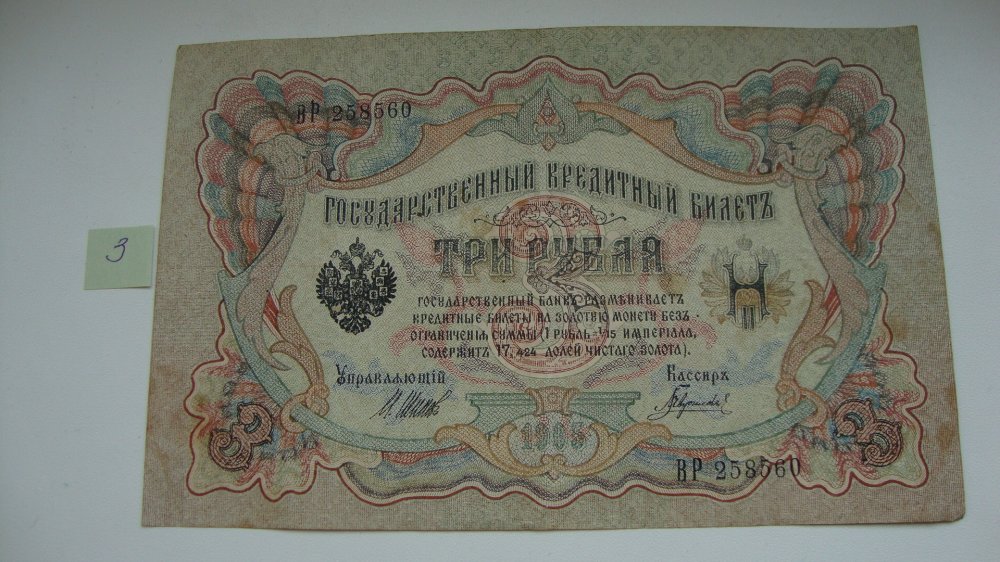 ВР 258560
ГОСУДАРСТВЕННЫЙ КРЕДИТНЫЙ БИЛЕТЪ
ТРИ РУБЛЯ
3
3
Н
ГОСУДАРСТВЕННЫЙ БАНКЪ РАЗМѢНИВАЕТЪ
КРЕДИТНЫЕ БИЛЕТЫ НА ЗОЛОТУЮ МОНЕТУ БЕЗЪ
ОГРАНИЧЕНІЯ СУММЫ (1 РУБЛЬ = 1/15 ИМПЕРІАЛА,
СОДЕРЖИТЪ 17,424 ДОЛЕЙ ЧИСТАГО ЗОЛОТА).
Управляющій
Кассиръ
3
1905
3
ВР 258560